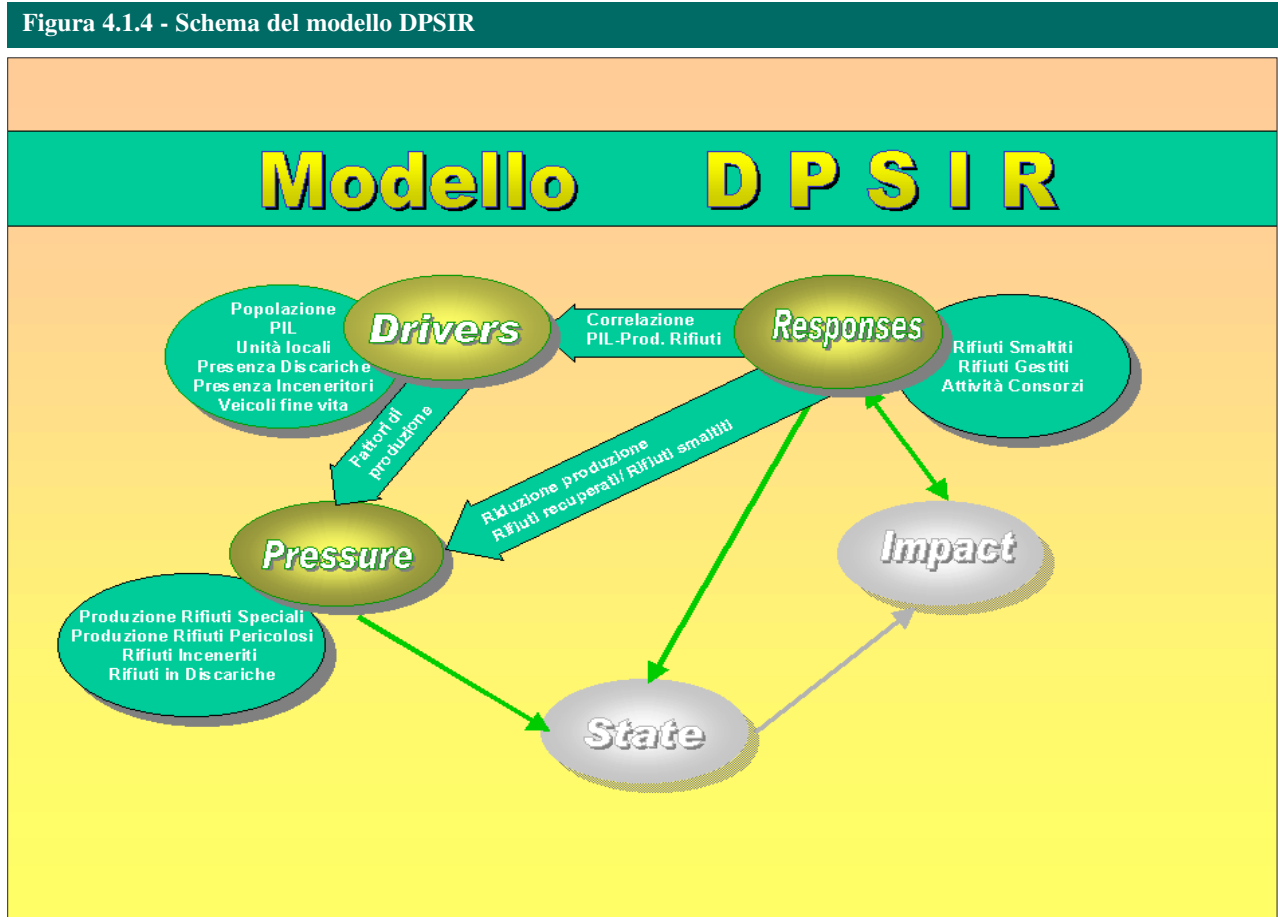 Figura 4.1.4 - Schema del modello DPSIR
Modello D P S I R
Popolazione
PIL
Unità locali
Presenza Discariche
Presenza Inceneritori
Veicoli fine vita
Drivers
Correlazione
PIL-Prod. Rifiuti
Responses
Rifiuti Smaltiti
Rifiuti Gestiti
Attività Consorzi
Fattori di
produzione
Riduzione produzione
Rifiuti recuperati/ Rifiuti smaltiti
Pressure
Impact
Produzione Rifiuti Speciali
Produzione Rifiuti Pericolosi
Rifiuti Inceneriti
Rifiuti in Discariche
State